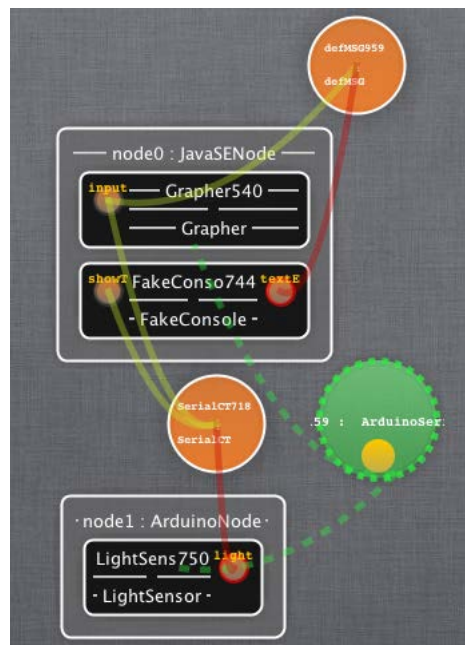 defMSG959
defMSG
node0 : JavaSENode
input
Grapher540
Grapher
showT
FakeConso744
textE
- FakeConsole -
SerialCT718
SerialCT
.59 : ArduinoSer
· node1 : ArduinoNode ·
LightSens750
light
- LightSensor -